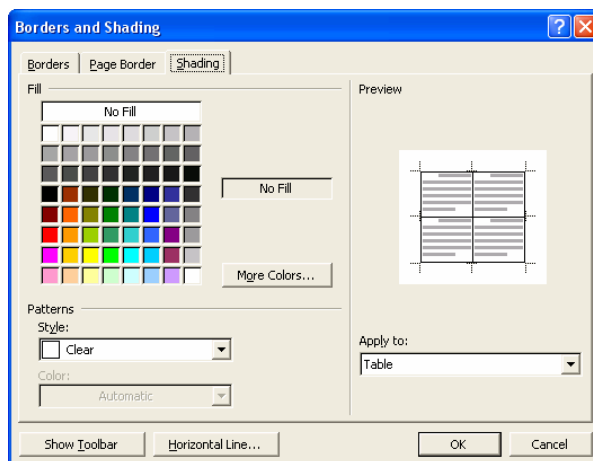 Borders and Shading
Borders
Page Border
Shading
Fill
No Fill
No Fill
More Colors...
Patterns
Style:
Clear
Color:
Automatic
Preview
Apply to:
Table
Show Toolbar
Horizontal Line...
OK
Cancel